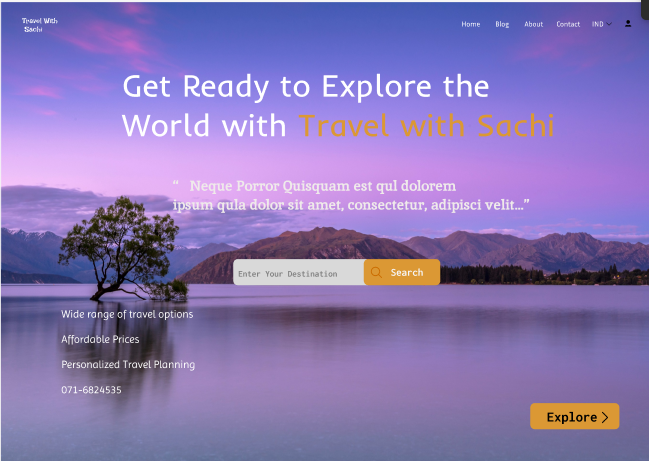 Travel With
Sachi
Home Blog About Contact IND
Get Ready to Explore the
World with Travel with Sachi
“ Neque Porror Quisquam est qul dolorem
ipsum qula dolor sit amet, consectetur, adipisci velit...”
Enter Your Destination Search
Wide range of travel options
Affordable Prices
Personalized Travel Planning
071-6824535
Explore